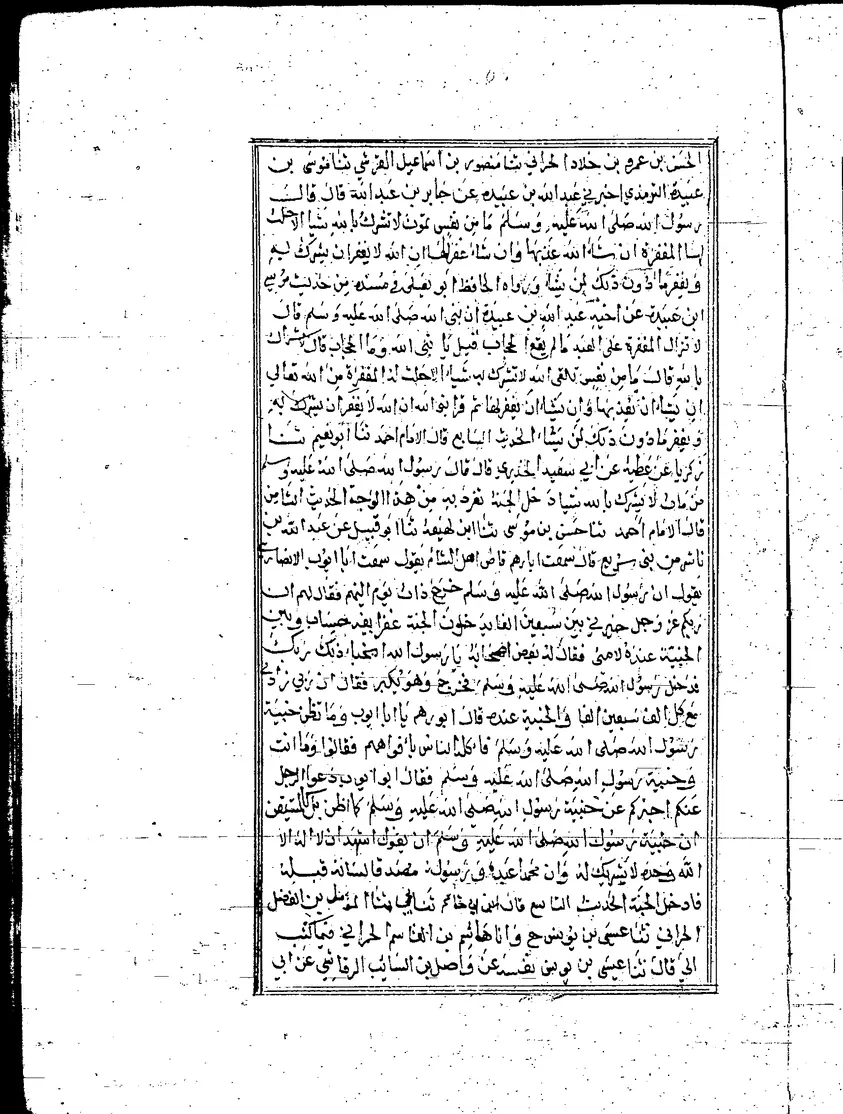 الحسن بن عمرو بن خلاد الحراني ثنا منصور بن اسماعيل القرشي ثنا موسى بن
عبيدة الترمذي اخبرني عبد الله بن عبيدة عن جابر بن عبد الله قال قال
رسول الله صلى الله عليه وسلم ما من نفس تموت لا تشرك بالله شيئا الا حلت
لها المغفرة ان شاء الله عذبها وان شاء غفر لها ان الله لا يغفر ان يشرك به
ويغفر ما دون ذلك لمن يشاء ورواه الحافظ ابو يعلى في مسنده من حديث موسى
ابن عبيدة عن اخيه عبد الله بن عبيدة ان نبي الله صلى الله عليه وسلم قال
لا تزال المغفرة على العبد ما لم يقع الحجاب قيل يا نبي الله وما الحجاب قال الاشراك
بالله قال ما من نفس تلقى الله لا تشرك به شيئا الا حلت لها المغفرة من الله تعالى
ان يشاء ان يعذبها وان يشاء ان يغفر لها ثم قرا نبي الله ان الله لا يغفر ان يشرك به
ويغفر ما دون ذلك لمن يشاء الحديث السابع قال الامام احمد ثنا ابو نعيم ثنا
زكريا عن عطية عن ابي سعيد الخدري قال قال رسول الله صلى الله عليه وسلم
من مات لا يشرك بالله شيئا دخل الجنة تفرد به من هذا الوجه الحديث الثامن
قال الامام احمد ثنا حسن بن موسى ثنا ابن لهيعة ثنا ابو قبيل عن عبد الله بن
ناشر من بني سريع قال سمعت ابا رهم قاص اهل الشام يقول سمعت ابا ايوب الانصاري
يقول ان رسول الله صلى الله عليه وسلم خرج ذات يوم اليهم فقال لهم ان
ربكم عز وجل خيرني بين سبعين الفا يدخلون الجنة عفوا بغير حساب وبين
الخبية عنده لامتي فقال له بعض اصحابه يا رسول الله ايخبا ذلك ربك
فدخل رسول الله صلى الله عليه وسلم ثم خرج وهو يكبر فقال ان ربي زادني
مع كل الف سبعين الفا والخبية عنده قال ابو رهم يا ابا ايوب وما تظن خبية
رسول الله صلى الله عليه وسلم فاكله الناس بافواههم فقالوا وما انت
وخبية رسول الله صلى الله عليه وسلم فقال ابو ايوب دعوا الرجل
عنكم اخبركم عن خبية رسول الله صلى الله عليه وسلم كما اظن بل كالمستيقن
ان خبية رسول الله صلى الله عليه وسلم ان يقول اشهد ان لا اله الا
الله وحده لا شريك له وان محمدا عبده ورسوله مصدقا لسانه قلبه
فادخل الجنة الحديث التاسع قال ابن ابي حاتم ثنا ابي ثنا المؤمل بن الفضل
الحراني ثنا عيسى بن يونس ح وانا هاشم بن القاسم الحراني فيما كتب
الي قال ثنا عيسى بن يونس نفسه عن واصل بن السايب الرقاشي عن ابي